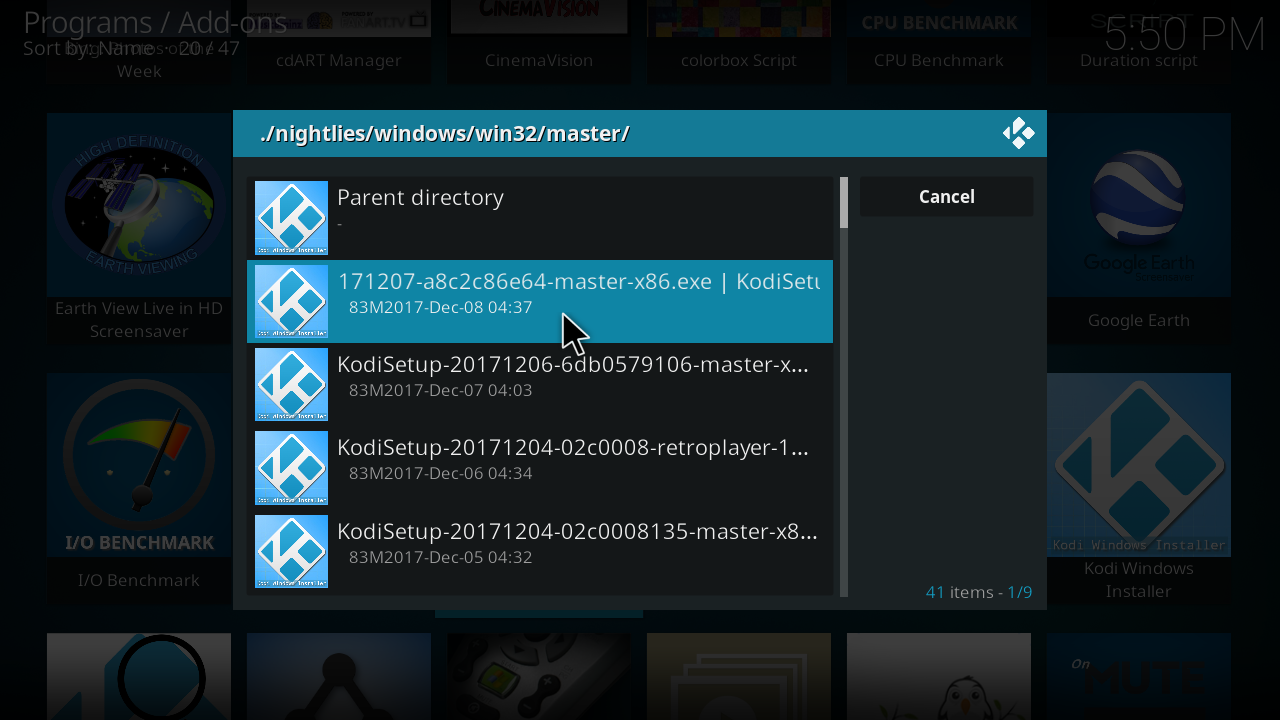 Programs / Add-ons
Sort by: Name · 20 / 47
5:50 PM
CINEMAVISION
CPU BENCHMARK
SCRIPT
Week
cdART Manager
CinemaVision
colorbox Script
CPU Benchmark
Duration script
./nightlies/windows/win32/master/
Parent directory
-
Cancel
171207-a8c2c86e64-master-x86.exe | KodiSetu
83M2017-Dec-08 04:37
KodiSetup-20171206-6db0579106-master-x...
83M2017-Dec-07 04:03
KodiSetup-20171204-02c0008-retroplayer-1...
83M2017-Dec-06 04:34
KodiSetup-20171204-02c0008135-master-x8...
83M2017-Dec-05 04:32
41 items - 1/9
HIGH DEFINITION
EARTH VIEWING
Earth View Live in HD
Screensaver
Google Earth
Google Earth
I/O BENCHMARK
I/O Benchmark
Kodi Windows Installer
Kodi Windows
Installer
On
MUTE